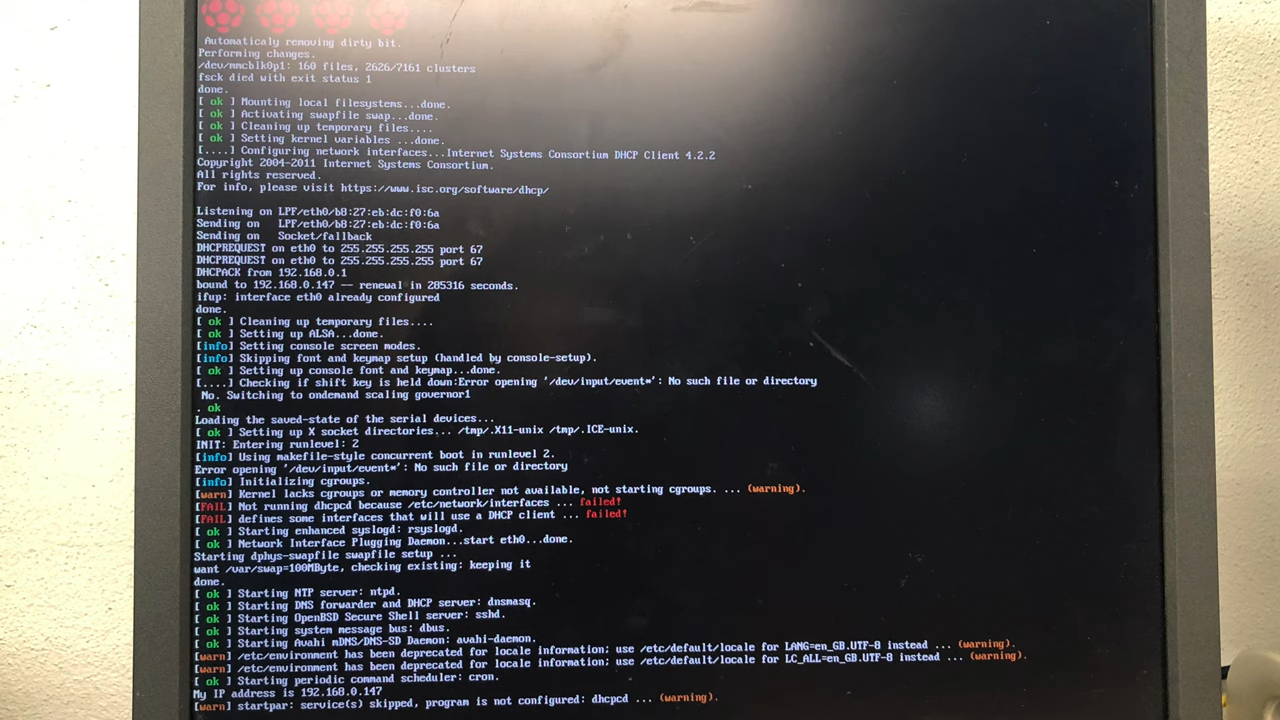 Automaticaly removing dirty bit.
Performing changes.
/dev/mmcblk0p1: 160 files, 2626/7161 clusters
fsck died with exit status 1
done.
[ ok ] Mounting local filesystems...done.
[ ok ] Activating swapfile swap...done.
[ ok ] Cleaning up temporary files....
[ ok ] Setting kernel variables ...done.
[....] Configuring network interfaces...Internet Systems Consortium DHCP Client 4.2.2
Copyright 2004-2011 Internet Systems Consortium.
All rights reserved.
For info, please visit https://www.isc.org/software/dhcp/
Listening on LPF/eth0/b8:27:eb:dc:f0:6a
Sending on   LPF/eth0/b8:27:eb:dc:f0:6a
Sending on   Socket/fallback
DHCPREQUEST on eth0 to 255.255.255.255 port 67
DHCPREQUEST on eth0 to 255.255.255.255 port 67
DHCPACK from 192.168.0.1
bound to 192.168.0.147 -- renewal in 285316 seconds.
ifup: interface eth0 already configured
done.
[ ok ] Cleaning up temporary files....
[ ok ] Setting up ALSA...done.
[info] Setting console screen modes.
[info] Skipping font and keymap setup (handled by console-setup).
[ ok ] Setting up console font and keymap...done.
[....] Checking if shift key is held down:Error opening '/dev/input/event*': No such file or directory
No. Switching to ondemand scaling governor1
. ok
Loading the saved-state of the serial devices...
[ ok ] Setting up X socket directories... /tmp/.X11-unix /tmp/.ICE-unix.
INIT: Entering runlevel: 2
[info] Using makefile-style concurrent boot in runlevel 2.
Error opening '/dev/input/event*': No such file or directory
[info] Initializing cgroups.
[warn] Kernel lacks cgroups or memory controller not available, not starting cgroups. ... (warning).
[FAIL] Not running dhcpcd because /etc/network/interfaces ... failed!
[FAIL] defines some interfaces that will use a DHCP client ... failed!
[ ok ] Starting enhanced syslogd: rsyslogd.
[ ok ] Network Interface Plugging Daemon...start eth0...done.
Starting dphys-swapfile swapfile setup ...
want /var/swap=100MByte, checking existing: keeping it
done.
[ ok ] Starting NTP server: ntpd.
[ ok ] Starting DNS forwarder and DHCP server: dnsmasq.
[ ok ] Starting OpenBSD Secure Shell server: sshd.
[ ok ] Starting system message bus: dbus.
[ ok ] Starting Avahi mDNS/DNS-SD Daemon: avahi-daemon.
[warn] /etc/environment has been deprecated for locale information; use /etc/default/locale for LANG=en_GB.UTF-8 instead ... (warning).
[warn] /etc/environment has been deprecated for locale information; use /etc/default/locale for LC_ALL=en_GB.UTF-8 instead ... (warning).
[ ok ] Starting periodic command scheduler: cron.
My IP address is 192.168.0.147
[warn] startpar: service(s) skipped, program is not configured: dhcpcd ... (warning).